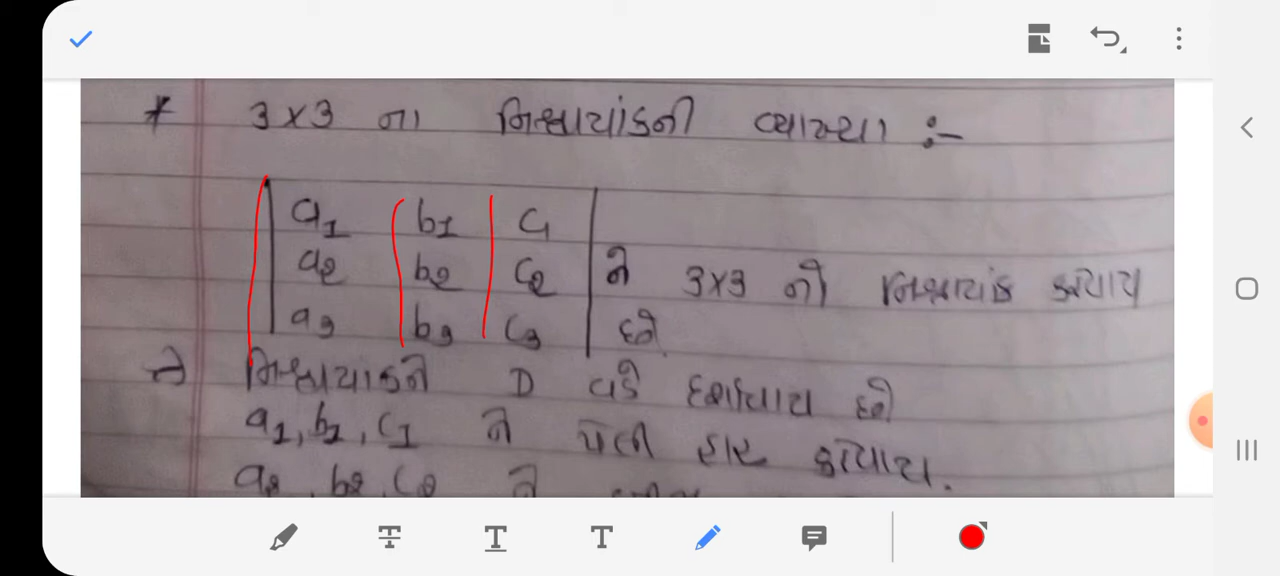 * 3×3 ના નિશ્ચાયકની વ્યાખ્યા :-
a1 b1 c1
a2 b2 c2 ને 3×3 નો નિશ્ચાયક કહેવાય
a3 b3 c3 છે.
→ નિશ્ચાયકને D વડે દર્શાવાય છે
a1, b1, c1 ને પેલી હાર કહેવાય.
a2, b2, c2 ને